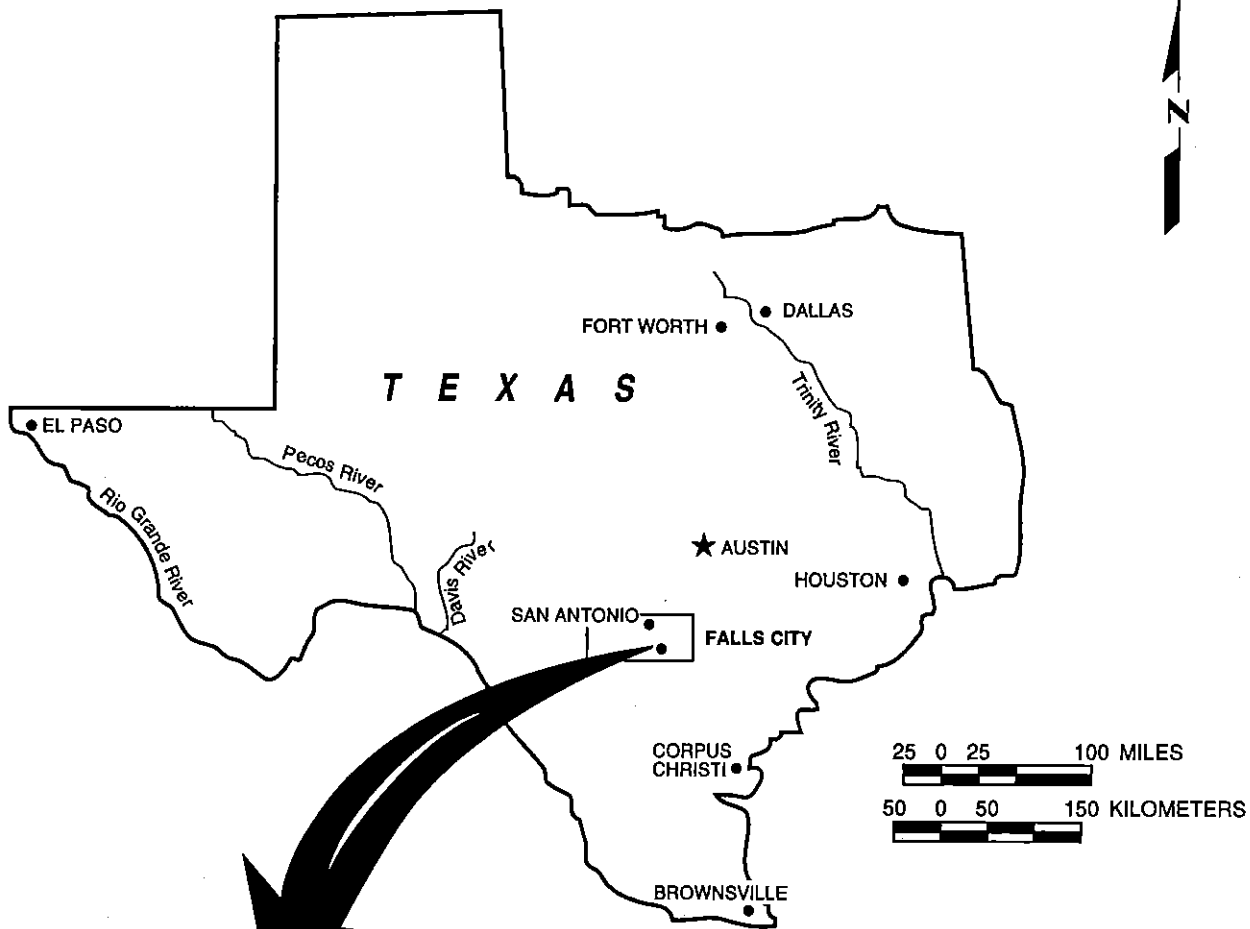 N
DALLAS
FORT WORTH
TEXAS
Trinity River
EL PASO
Pecos River
Rio Grande River
Davis River
AUSTIN
HOUSTON
SAN ANTONIO
FALLS CITY
CORPUS
CHRISTI
25 0 25 100 MILES
50 0 50 150 KILOMETERS
BROWNSVILLE